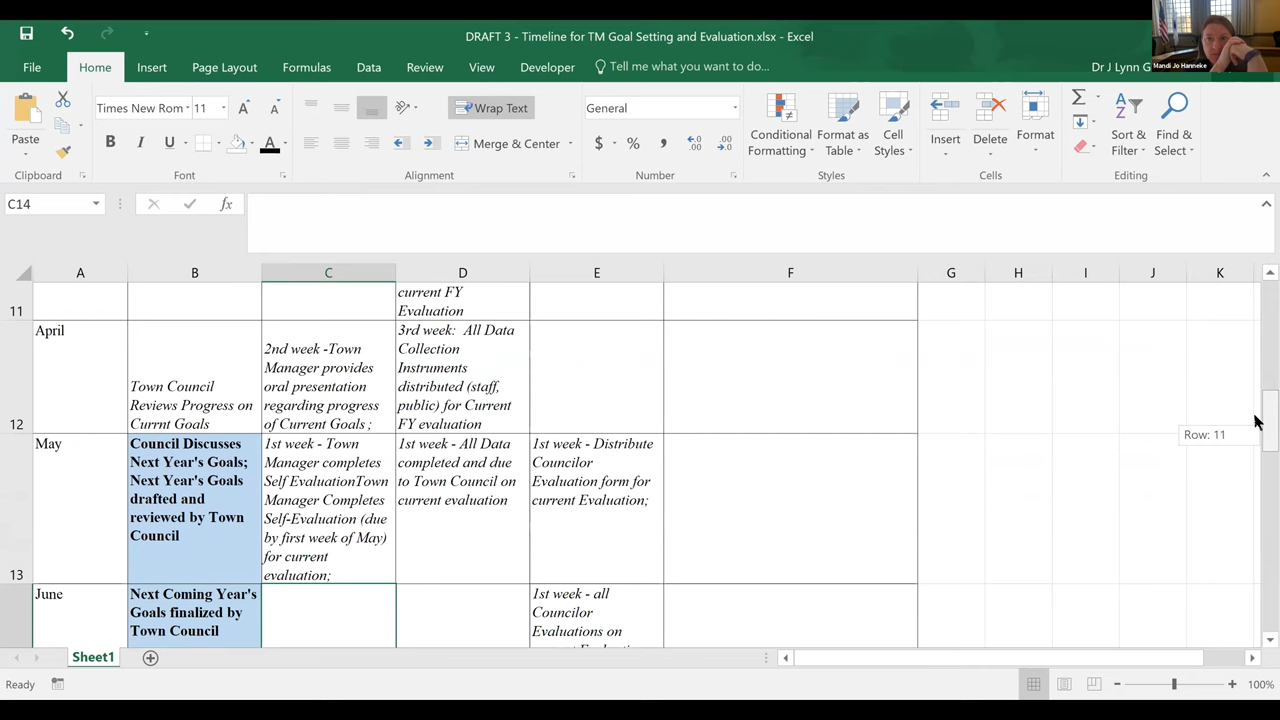 DRAFT 3 - Timeline for TM Goal Setting and Evaluation.xlsx - Excel
Mandi Jo Hanneke
File
Home
Insert
Page Layout
Formulas
Data
Review
View
Developer
Tell me what you want to do...
Dr J Lynn G
Paste
Times New Rom
11
A
A
B
I
U
A
Wrap Text
Merge & Center
General
$
%
Conditional
Formatting
Format as
Table
Cell
Styles
Insert
Delete
Format
Sort &
Filter
Find &
Select
Clipboard
Font
Alignment
Number
Styles
Cells
Editing
C14
fx
A
B
C
D
E
F
G
H
I
J
K
11
current FY
Evaluation
12
April
Town Council
Reviews Progress on
Currnt Goals
2nd week -Town
Manager provides
oral presentation
regarding progress
of Current Goals ;
3rd week: All Data
Collection
Instruments
distributed (staff,
public) for Current
FY evaluation
Row: 11
13
May
Council Discusses
Next Year's Goals;
Next Year's Goals
drafted and
reviewed by Town
Council
1st week - Town
Manager completes
Self EvaluationTown
Manager Completes
Self-Evaluation (due
by first week of May)
for current
evaluation;
1st week - All Data
completed and due
to Town Council on
current evaluation
1st week - Distribute
Councilor
Evaluation form for
current Evaluation;
June
Next Coming Year's
Goals finalized by
Town Council
1st week - all
Councilor
Evaluations on
Sheet1
Ready
100%